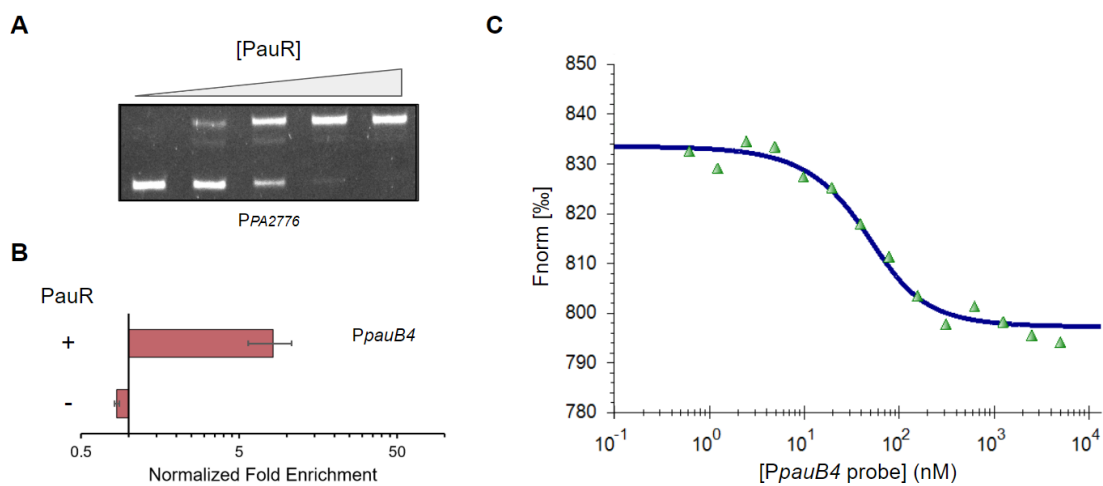 A
[PauR]
PPA2776
B
PauR
+
PpauB4
-
0.5
5
50
Normalized Fold Enrichment
C
850
840
830
820
810
800
790
780
Fnorm [‰]
10-1
100
101
102
103
104
[PpauB4 probe] (nM)